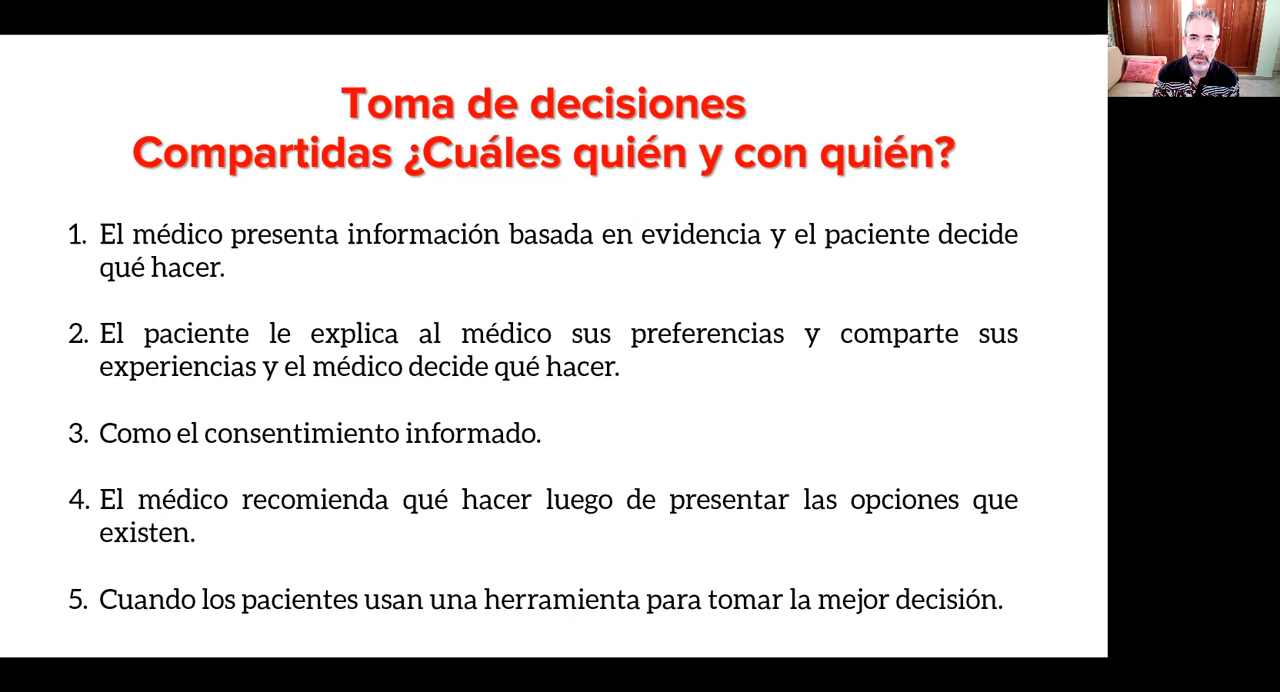 Toma de decisiones
Compartidas ¿Cuáles quién y con quién?
1. El médico presenta información basada en evidencia y el paciente decide
qué hacer.
2. El paciente le explica al médico sus preferencias y comparte sus
experiencias y el médico decide qué hacer.
3. Como el consentimiento informado.
4. El médico recomienda qué hacer luego de presentar las opciones que
existen.
5. Cuando los pacientes usan una herramienta para tomar la mejor decisión.